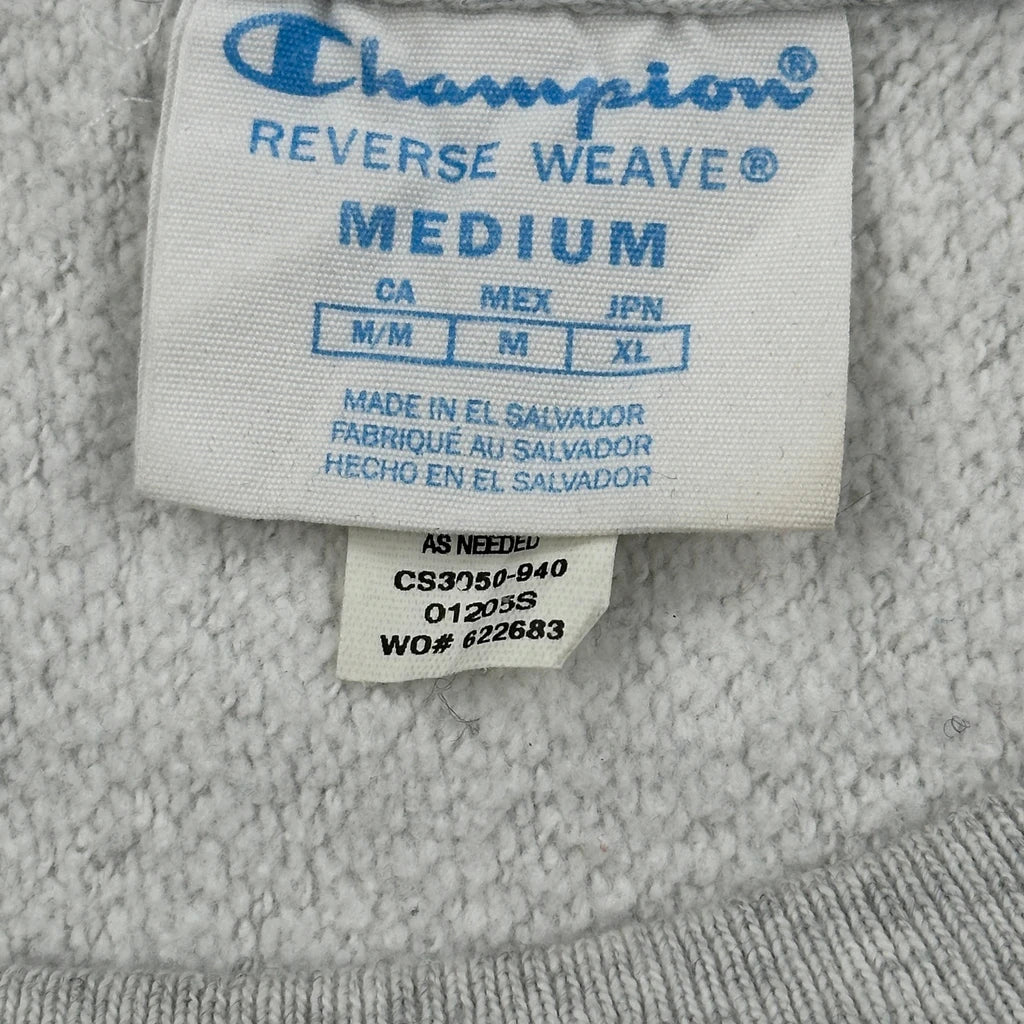 Champion®
REVERSE WEAVE®
MEDIUM
CA MEX JPN
M/M M XL
MADE IN EL SALVADOR
FABRIQUÉ AU SALVADOR
HECHO EN EL SALVADOR
AS NEEDED
CS3050-940
01205S
WO# 622683